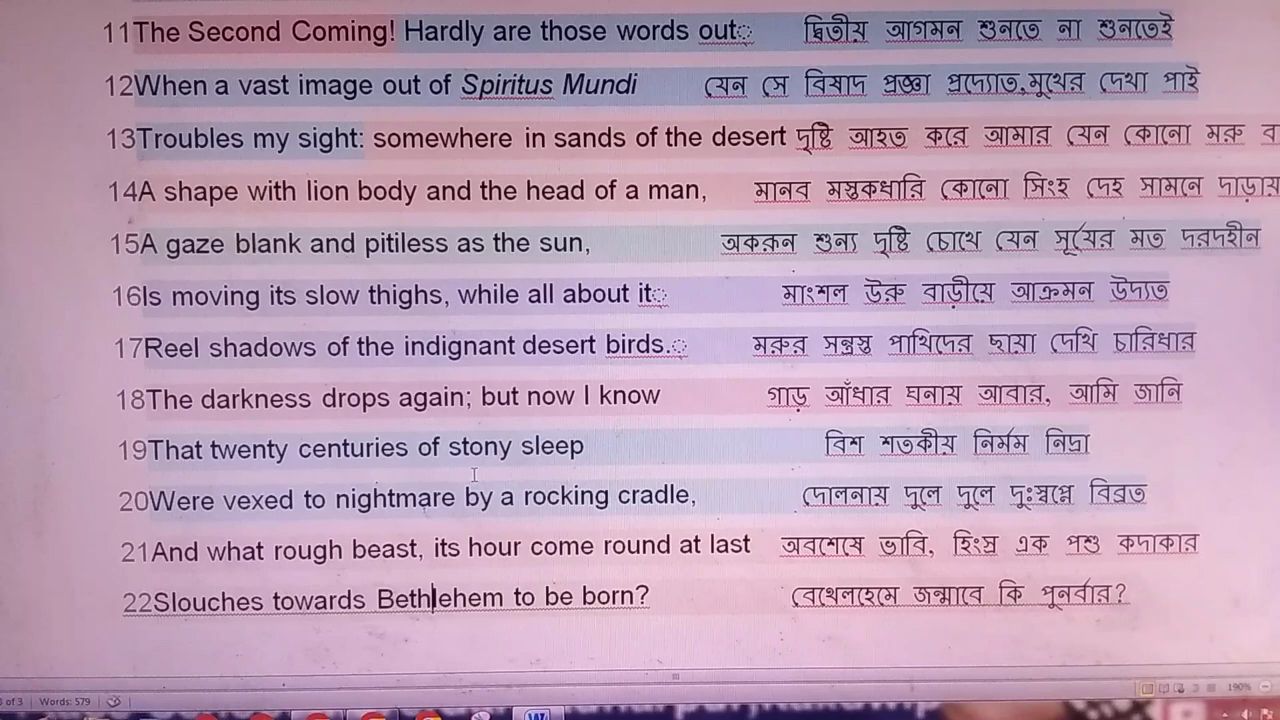 11The Second Coming! Hardly are those words out দ্বিতীয় আগমন শুনতে না শুনতেই
12When a vast image out of Spiritus Mundi যেন সে বিষাদ প্রজ্ঞা প্রদ্যোত,মূখের দেখা পাই
13Troubles my sight: somewhere in sands of the desert দৃষ্টি আহত করে আমার যেন কোনো মরু
14A shape with lion body and the head of a man, মানব মস্তকধারি কোনো সিংহ দেহ সামনে দাড়ায়
15A gaze blank and pitiless as the sun, অকরুন শুন্য দৃষ্টি চোখে যেন সূর্যের মত দরদহীন
16Is moving its slow thighs, while all about it মাংশল উরু বাড়ীয়ে আক্রমন উদ্যত
17Reel shadows of the indignant desert birds. মরুর সন্ত্রস্ত পাখিদের ছায়া দেখি চারিধার
18The darkness drops again; but now I know গাড় আঁধার ঘনায় আবার, আমি জানি
19That twenty centuries of stony sleep বিশ শতকীয় নির্মম নিদ্রা
20Were vexed to nightmare by a rocking cradle, দোলনায় দুলে দুলে দুঃস্বপ্নে বিব্রত
21And what rough beast, its hour come round at last অবশেষে ভাবি, হিংস্র এক পশু কদাকার
22Slouches towards Bethlehem to be born? বেথেলহেমে জন্মাবে কি পূনর্বার?
of 3 Words: 579 190%